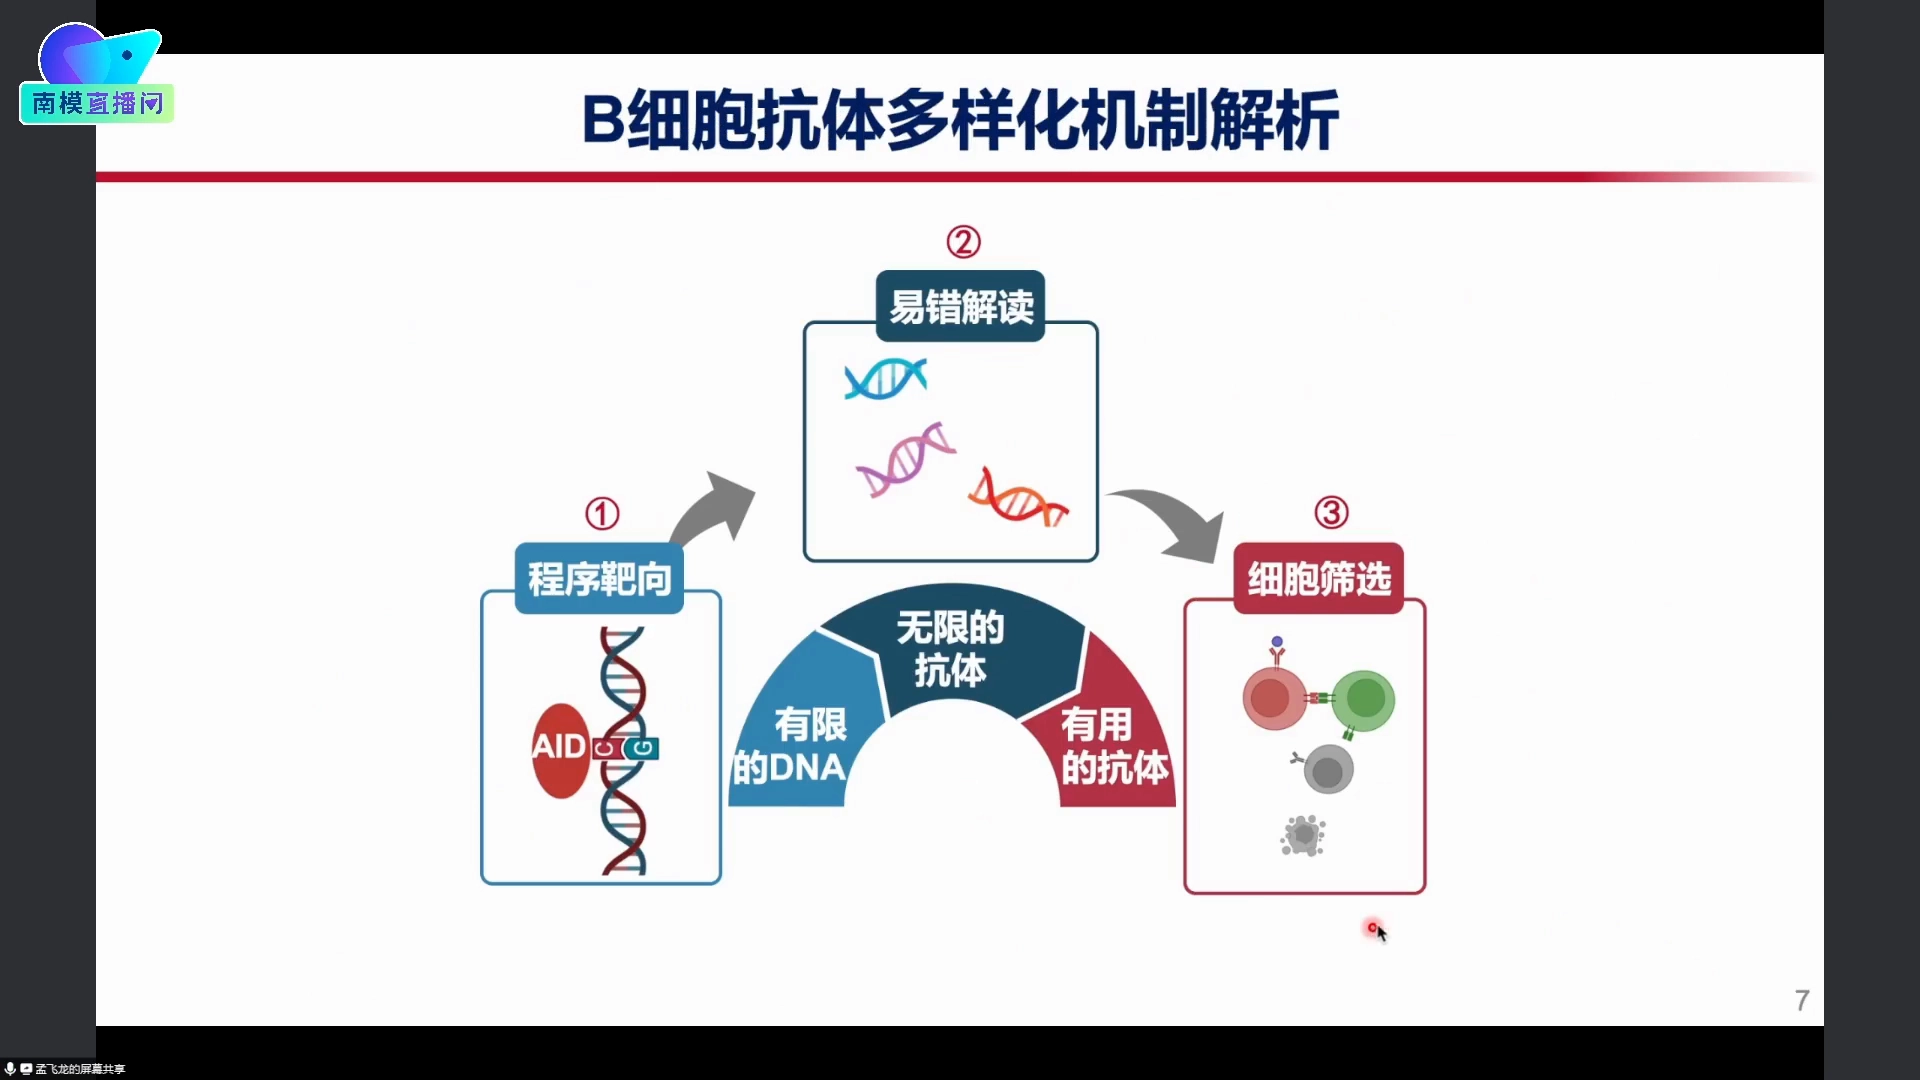 南模直播间
B细胞抗体多样化机制解析
②
易错解读
①
程序靶向
③
细胞筛选
AID
C
G
有限
的DNA
无限的
抗体
有用
的抗体
7
孟飞龙的屏幕共享